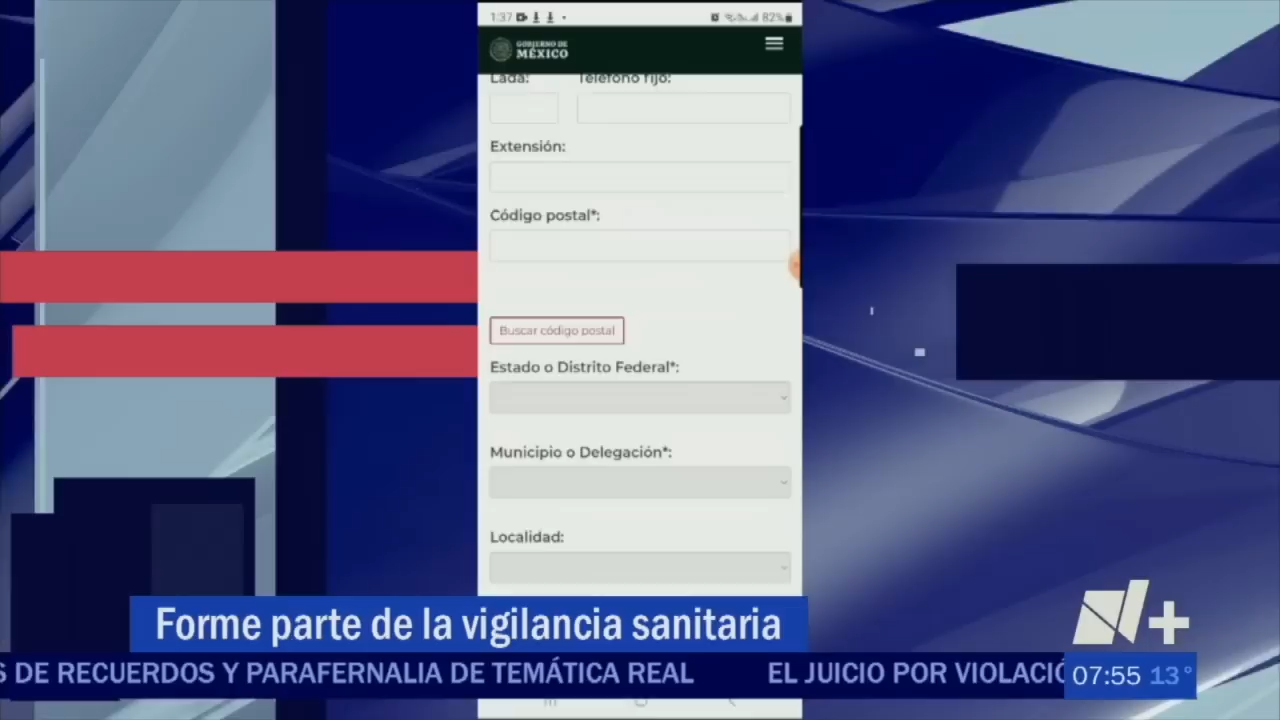 1:37
82%
GOBIERNO DE
MÉXICO
Lada:
Teléfono fijo:
Extensión:
Código postal*:
Buscar código postal
Estado o Distrito Federal*:
Municipio o Delegación*:
Localidad:
Forme parte de la vigilancia sanitaria
N+
S DE RECUERDOS Y PARAFERNALIA DE TEMÁTICA REAL
EL JUICIO POR VIOLACIÓ
07:55 13°